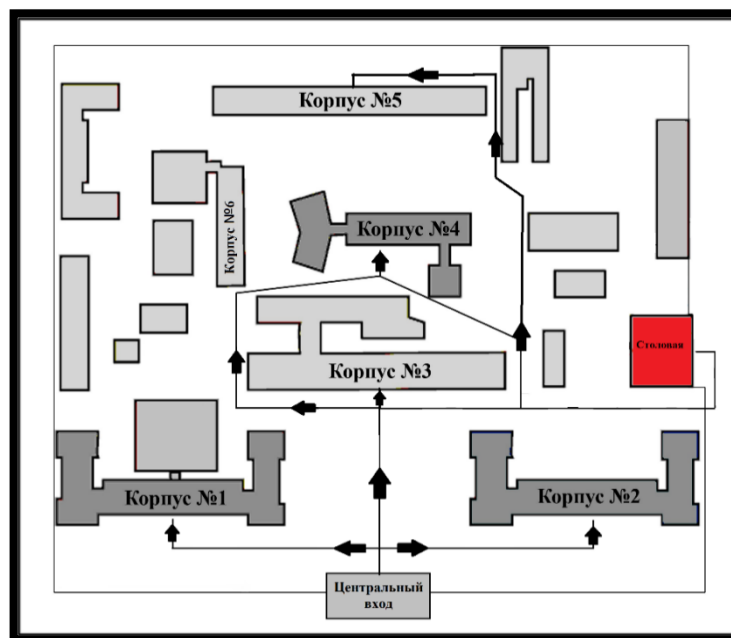 Корпус №5
Корпус №6
Корпус №4
Столовая
Корпус №3
Корпус №1
Корпус №2
Центральный
вход